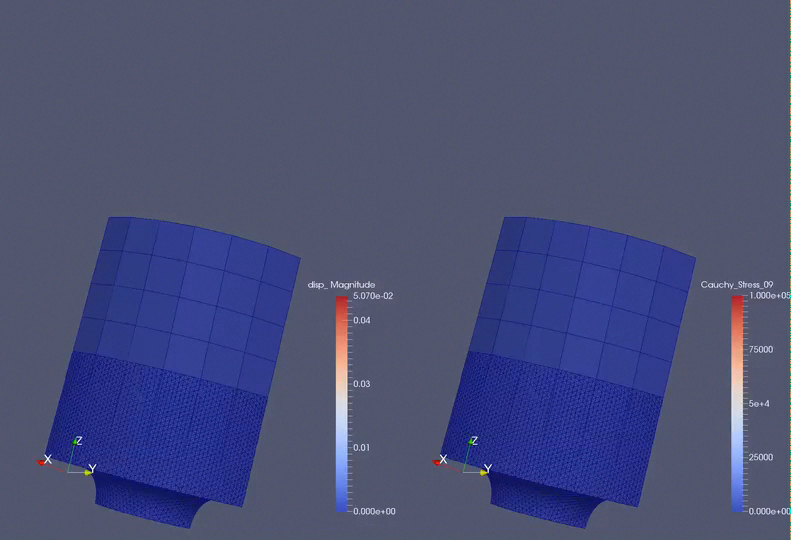 disp_ Magnitude
5.070e-02
0.04
0.03
0.01
0.000e+00
Z
X
Y
Cauchy_Stress_09
1.000e+05
75000
5e+4
25000
0.000e+00
Z
X
Y